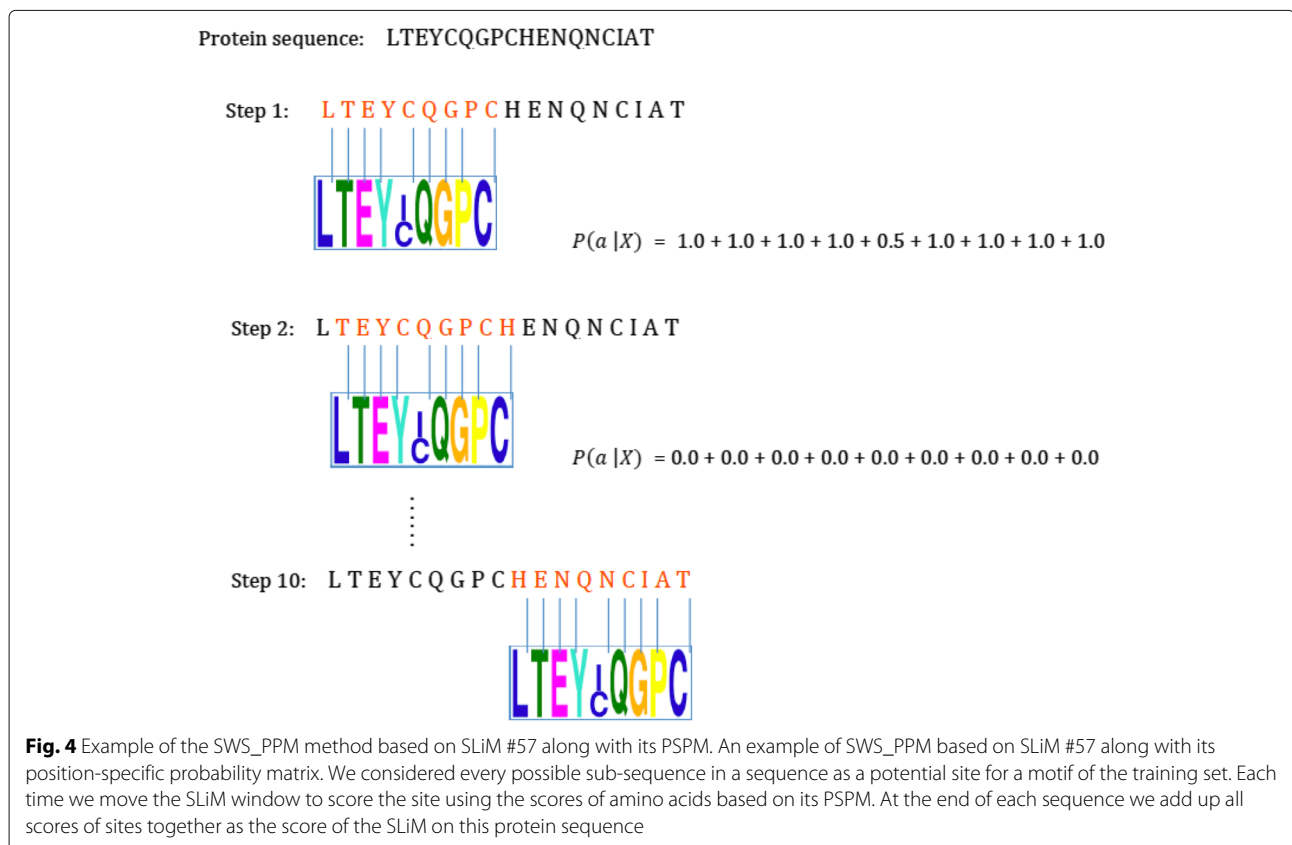 Protein sequence: LTEYCQGPCHENQNCIAT
Step 1: L T E Y C Q G P C H E N Q N C I A T
LTEYICQGPC
P(a |X) = 1.0 + 1.0 + 1.0 + 1.0 + 0.5 + 1.0 + 1.0 + 1.0 + 1.0
Step 2: L T E Y C Q G P C H E N Q N C I A T
LTEYICQGPC
P(a |X) = 0.0 + 0.0 + 0.0 + 0.0 + 0.0 + 0.0 + 0.0 + 0.0 + 0.0
Step 10: L T E Y C Q G P C H E N Q N C I A T
LTEYICQGPC
Fig. 4 Example of the SWS_PPM method based on SLiM #57 along with its PSPM. An example of SWS_PPM based on SLiM #57 along with its
position-specific probability matrix. We considered every possible sub-sequence in a sequence as a potential site for a motif of the training set. Each
time we move the SLiM window to score the site using the scores of amino acids based on its PSPM. At the end of each sequence we add up all
scores of sites together as the score of the SLiM on this protein sequence